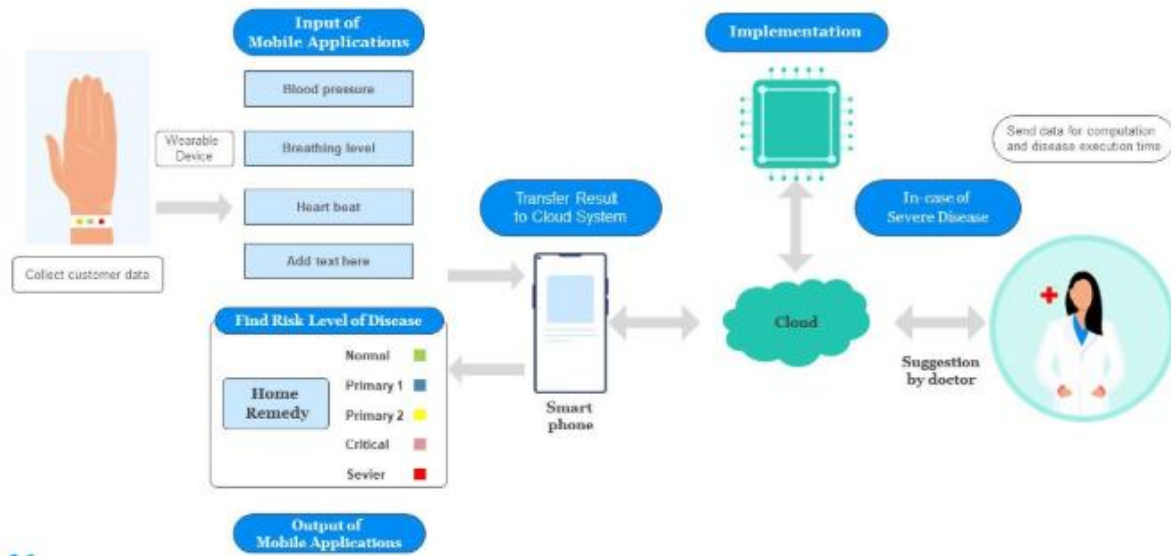 Input of
Mobile Applications
Implementation
Blood pressure
Send data for computation
and disease execution time
Wearable
Device
Breathing level
Transfer Result
to Cloud System
In-case of
Severe Disease
Heart beat
Collect customer data
Add text here
Find Risk Level of Disease
Cloud
Normal
Home
Remedy
Primary 1
Primary 2
Critical
Sevier
Smart
phone
Suggestion
by doctor
Output of
Mobile Applications